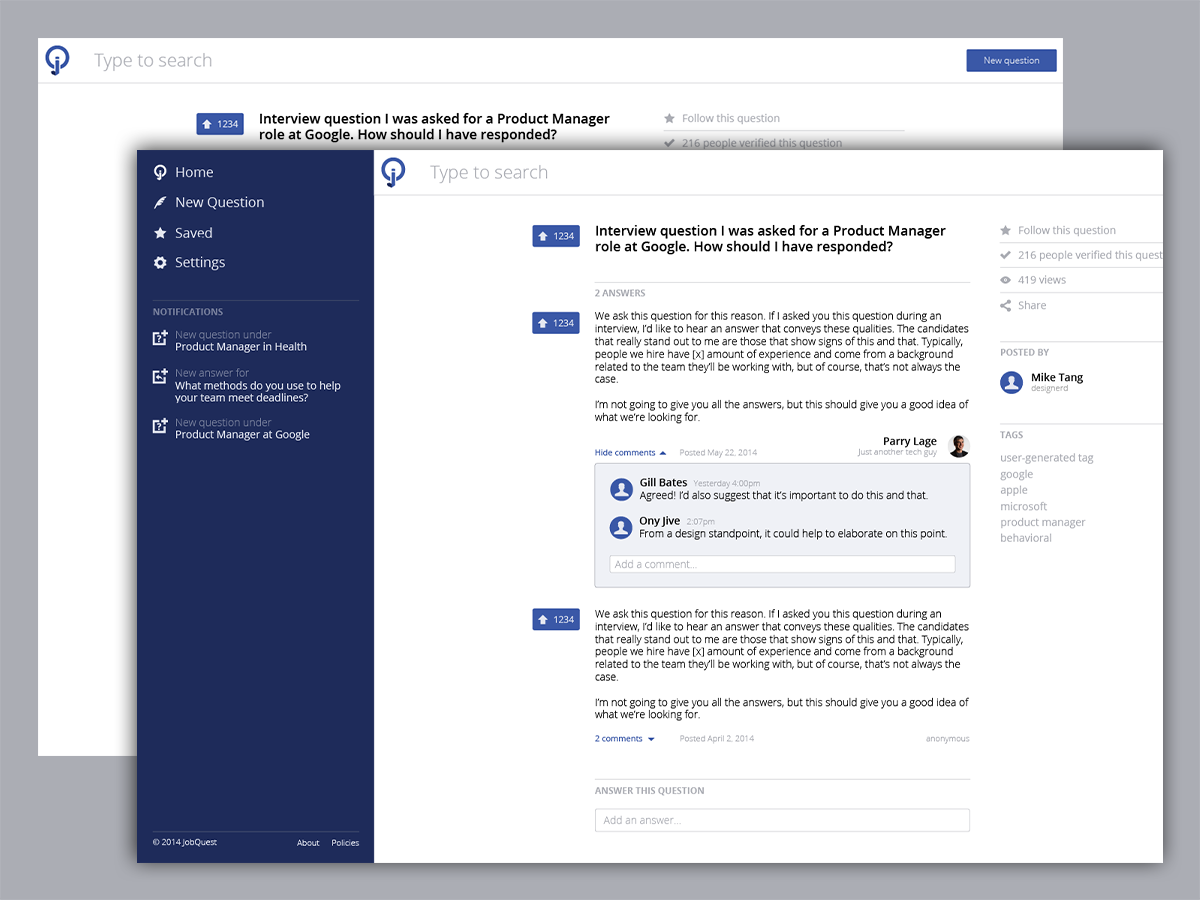 Type to search
New question
1234
Interview question I was asked for a Product Manager
role at Google. How should I have responded?
Follow this question
216 people verified this question
Home
New Question
Saved
Settings
NOTIFICATIONS
New question under
Product Manager in Health
New answer for
What methods do you use to help
your team meet deadlines?
New question under
Product Manager at Google
© 2014 JobQuest
About
Policies
Type to search
1234
Interview question I was asked for a Product Manager
role at Google. How should I have responded?
2 ANSWERS
1234
We ask this question for this reason. If I asked you this question during an
interview, I'd like to hear an answer that conveys these qualities. The candidates
that really stand out to me are those that show signs of this and that. Typically,
people we hire have [x] amount of experience and come from a background
related to the team they'll be working with, but of course, that's not always the
case.
I'm not going to give you all the answers, but this should give you a good idea of
what we're looking for.
Hide comments
Posted May 22, 2014
Parry Lage
Just another tech guy
Gill Bates Yesterday 4:00pm
Agreed! I'd also suggest that it's important to do this and that.
Ony Jive 2:07pm
From a design standpoint, it could help to elaborate on this point.
Add a comment...
1234
We ask this question for this reason. If I asked you this question during an
interview, I'd like to hear an answer that conveys these qualities. The candidates
that really stand out to me are those that show signs of this and that. Typically,
people we hire have [x] amount of experience and come from a background
related to the team they'll be working with, but of course, that's not always the
case.
I'm not going to give you all the answers, but this should give you a good idea of
what we're looking for.
2 comments
Posted April 2, 2014
anonymous
ANSWER THIS QUESTION
Add an answer...
Follow this question
216 people verified this quest
419 views
Share
POSTED BY
Mike Tang
designerd
TAGS
user-generated tag
google
apple
microsoft
product manager
behavioral